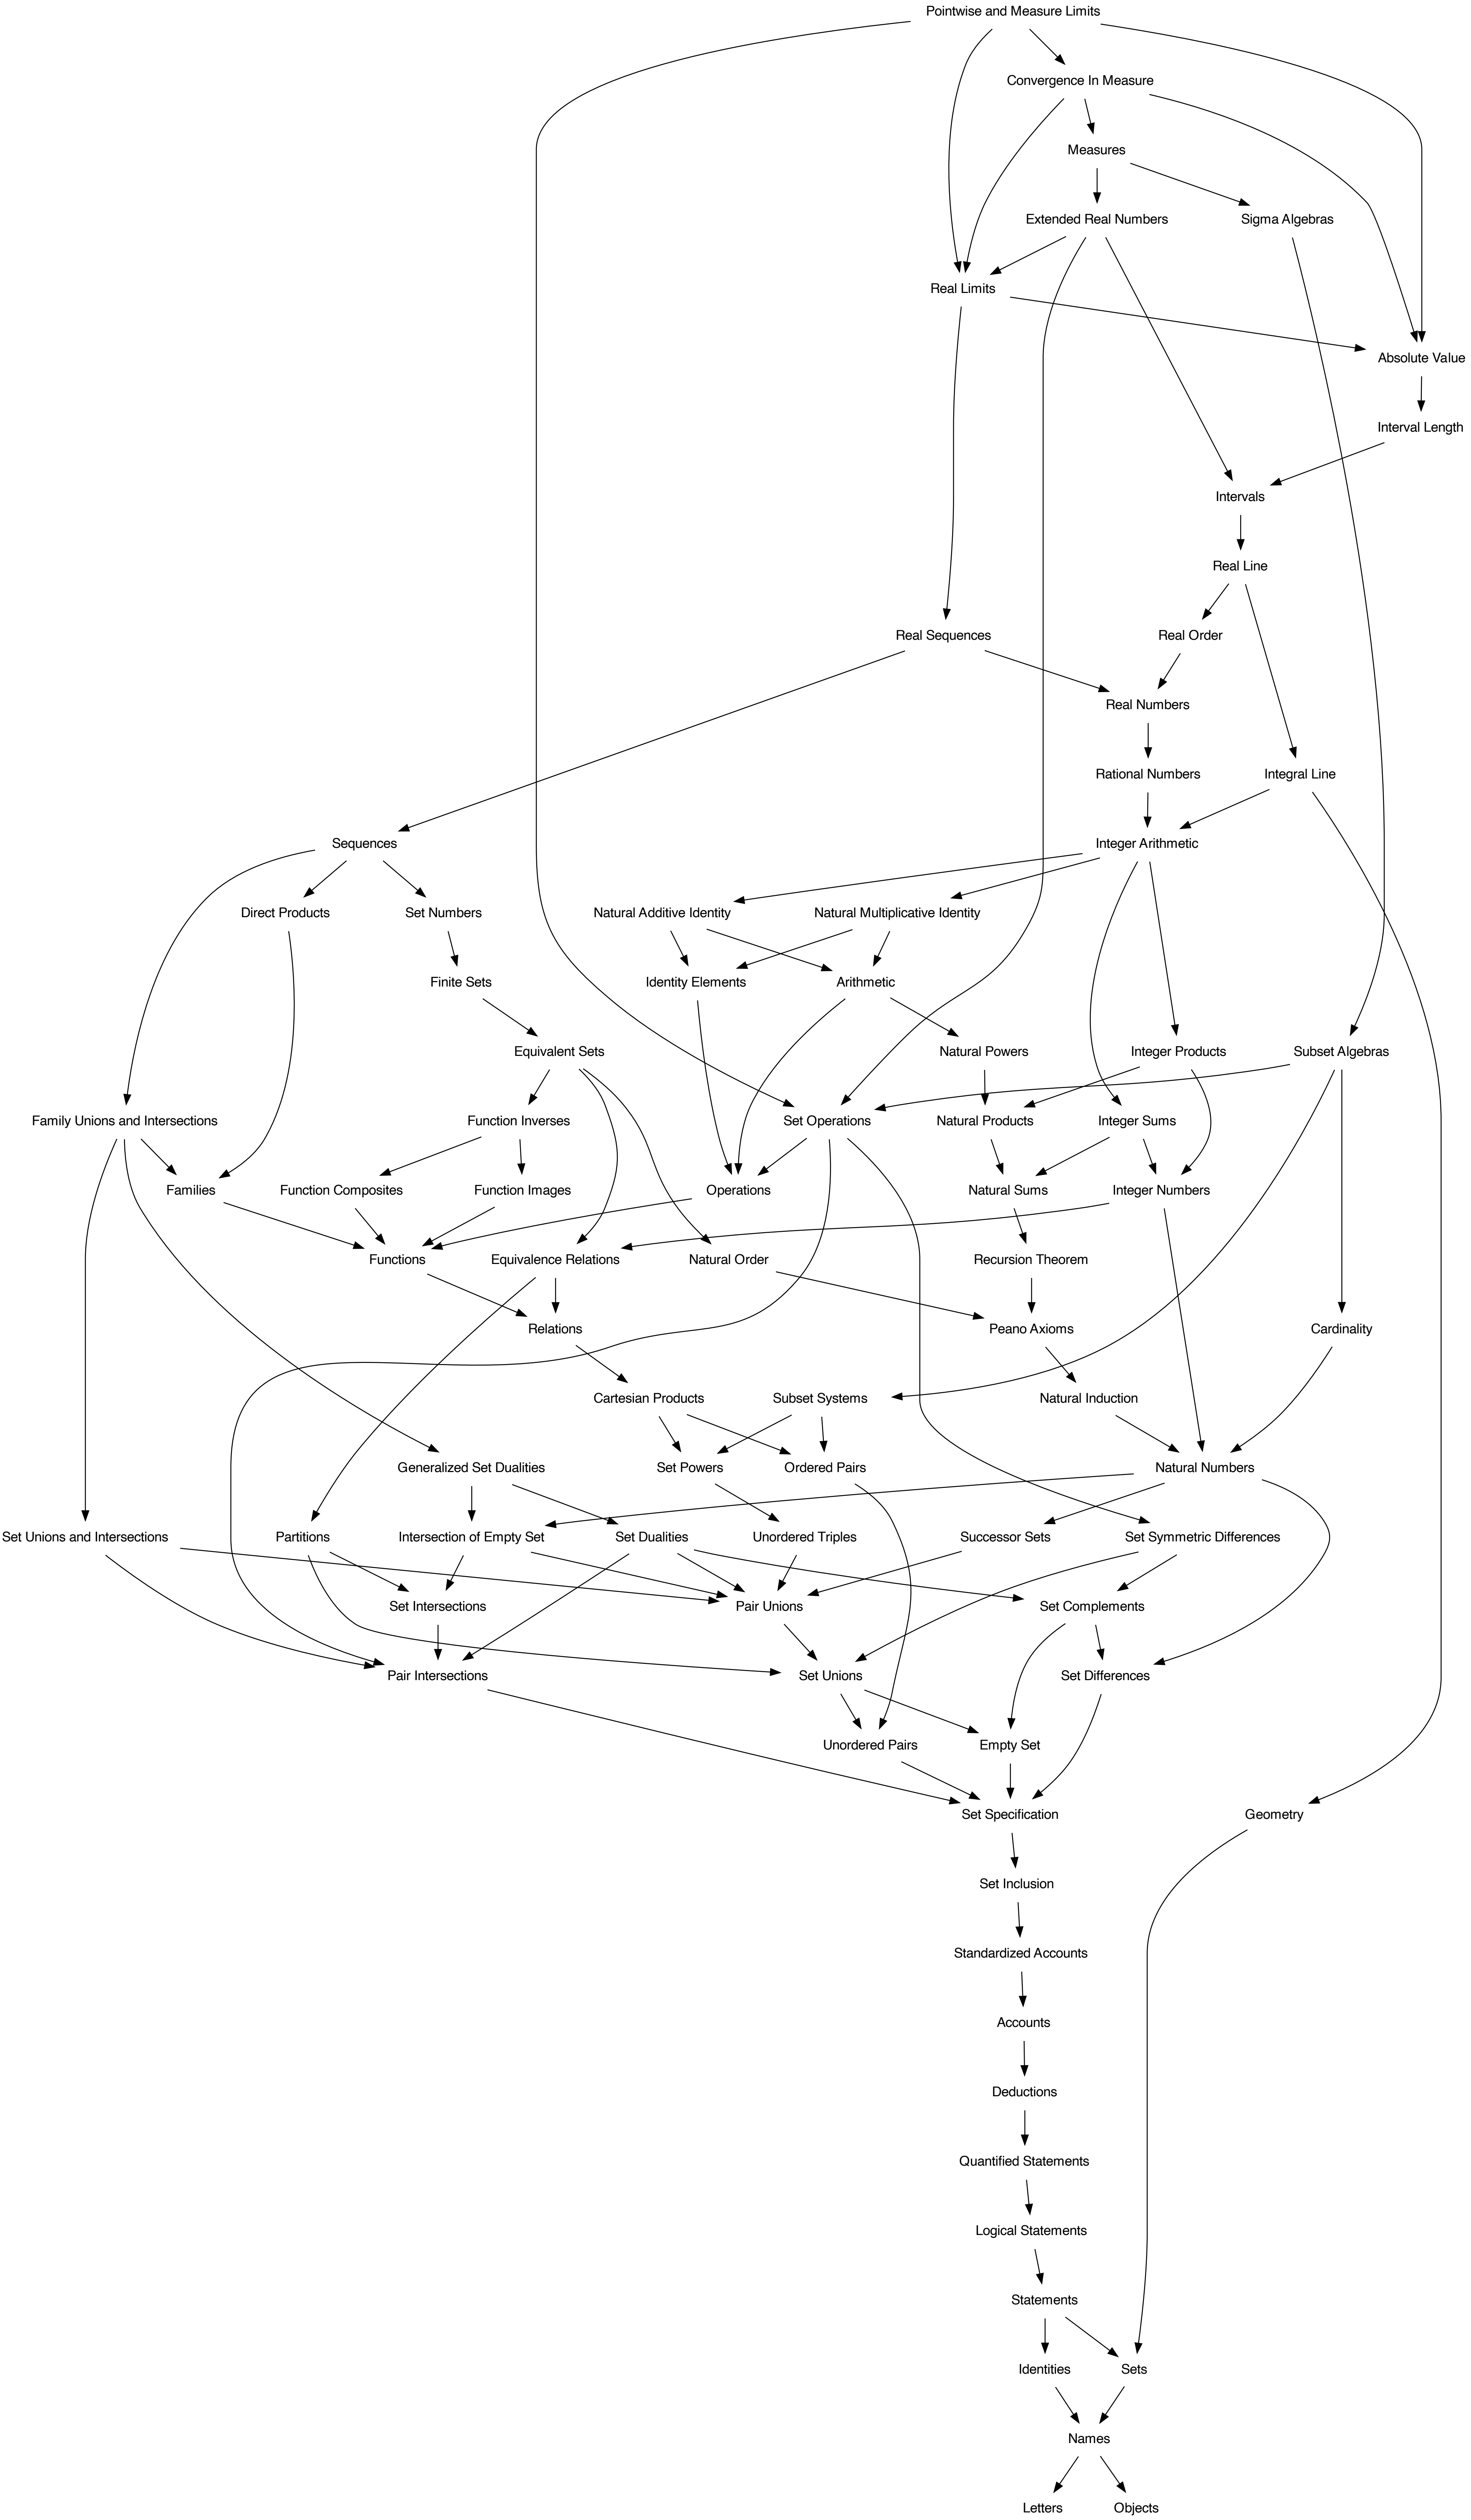 Pointwise and Measure Limits
Convergence In Measure
Measures
Extended Real Numbers
Sigma Algebras
Real Limits
Absolute Value
Interval Length
Intervals
Real Line
Real Sequences
Real Order
Real Numbers
Rational Numbers
Integral Line
Sequences
Integer Arithmetic
Direct Products
Set Numbers
Natural Additive Identity
Natural Multiplicative Identity
Finite Sets
Identity Elements
Arithmetic
Equivalent Sets
Natural Powers
Integer Products
Subset Algebras
Family Unions and Intersections
Function Inverses
Set Operations
Natural Products
Integer Sums
Families
Function Composites
Function Images
Operations
Natural Sums
Integer Numbers
Functions
Equivalence Relations
Natural Order
Recursion Theorem
Relations
Peano Axioms
Cardinality
Cartesian Products
Subset Systems
Natural Induction
Generalized Set Dualities
Set Powers
Ordered Pairs
Natural Numbers
Set Unions and Intersections
Partitions
Intersection of Empty Set
Set Dualities
Unordered Triples
Successor Sets
Set Symmetric Differences
Set Intersections
Pair Unions
Set Complements
Pair Intersections
Set Unions
Set Differences
Unordered Pairs
Empty Set
Set Specification
Geometry
Set Inclusion
Standardized Accounts
Accounts
Deductions
Quantified Statements
Logical Statements
Statements
Identities
Sets
Names
Letters
Objects